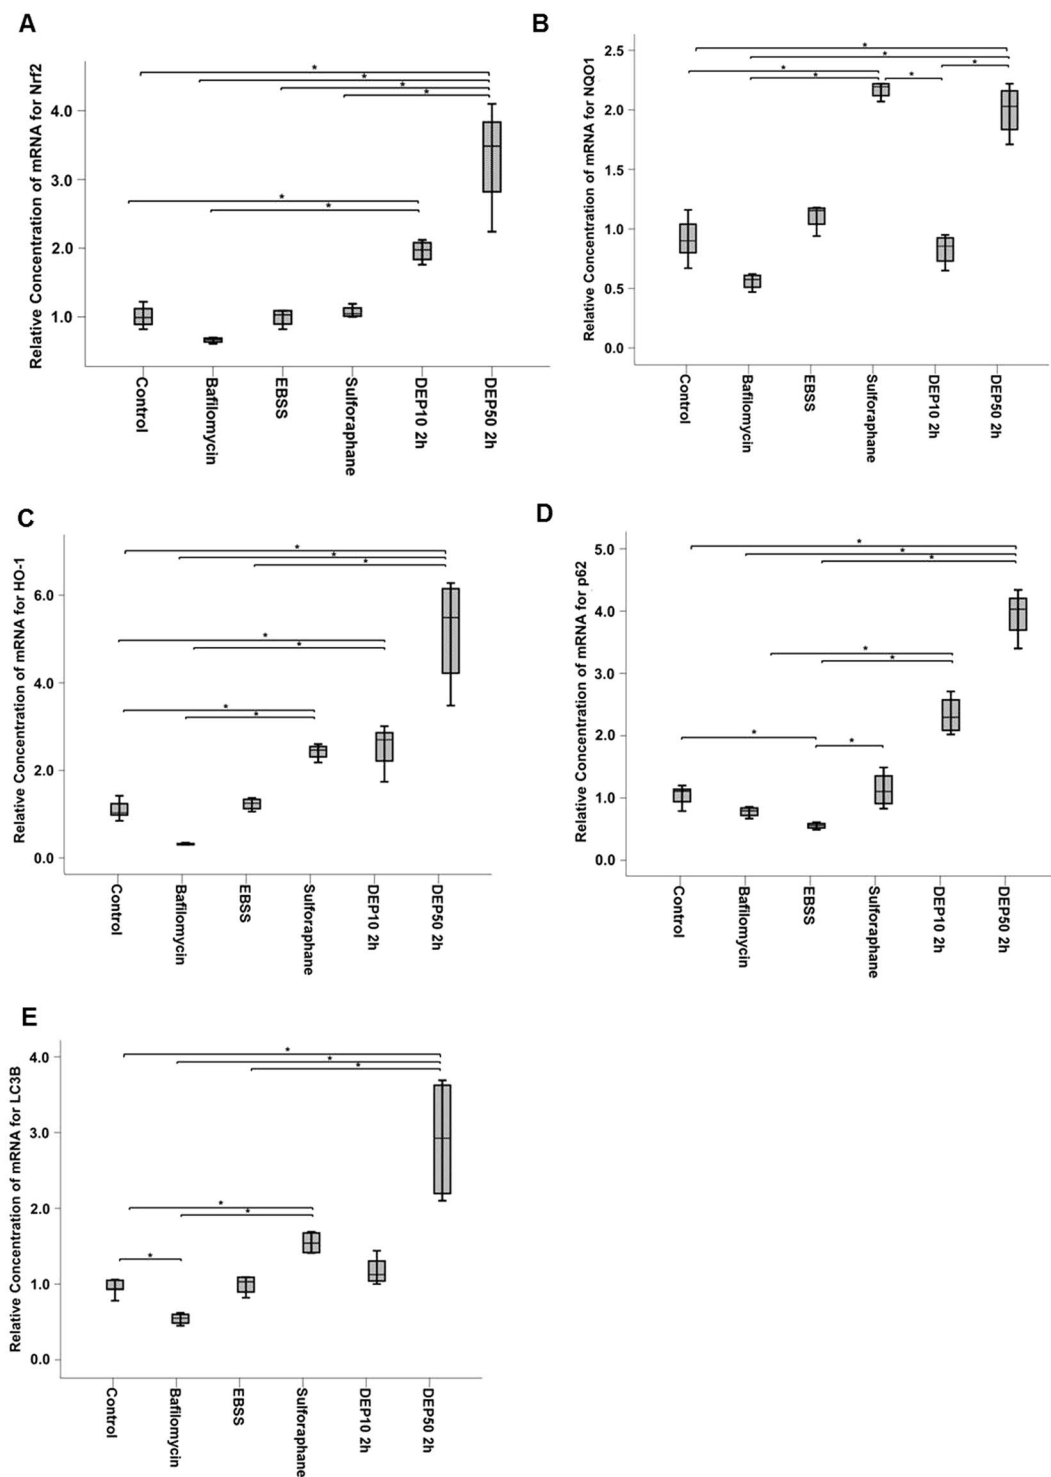 A
Relative Concentration of mRNA for Nrf2
4.0
3.0
2.0
1.0
*
*
*
*
*
*
Control
Bafilomycin
EBSS
Sulforaphane
DEP10 2h
DEP50 2h
B
Relative Concentration of mRNA for NQO1
2.5
2.0
1.5
1.0
0.5
0.0
*
*
*
*
*
*
Control
Bafilomycin
EBSS
Sulforaphane
DEP10 2h
DEP50 2h
C
Relative Concentration of mRNA for HO-1
6.0
4.0
2.0
0.0
*
*
*
*
*
*
*
Control
Bafilomycin
EBSS
Sulforaphane
DEP10 2h
DEP50 2h
D
Relative Concentration of mRNA for p62
5.0
4.0
3.0
2.0
1.0
0.0
*
*
*
*
*
*
*
Control
Bafilomycin
EBSS
Sulforaphane
DEP10 2h
DEP50 2h
E
Relative Concentration of mRNA for LC3B
4.0
3.0
2.0
1.0
0.0
*
*
*
*
*
*
Control
Bafilomycin
EBSS
Sulforaphane
DEP10 2h
DEP50 2h